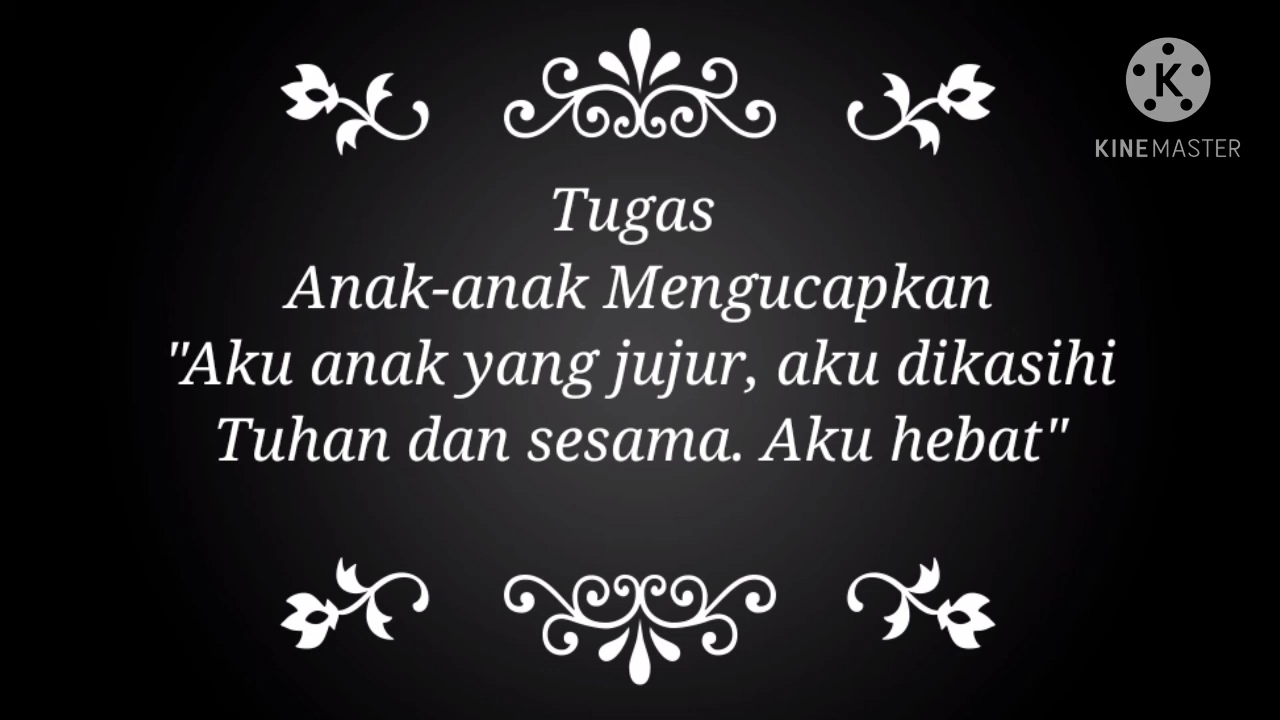 KINEMASTER
Tugas
Anak-anak Mengucapkan
"Aku anak yang jujur, aku dikasihi
Tuhan dan sesama. Aku hebat"